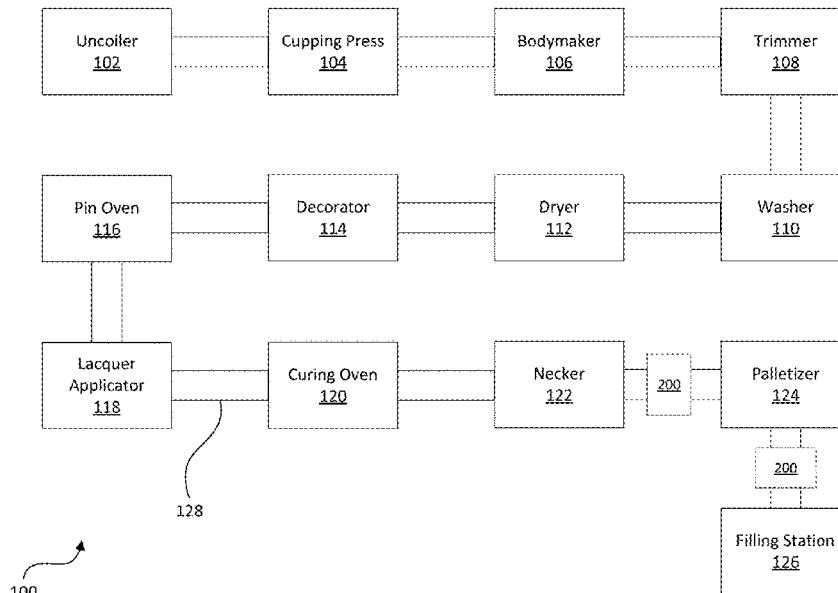 Uncoiler
102
Cupping Press
104
Bodymaker
106
Trimmer
108
Pin Oven
116
Decorator
114
Dryer
112
Washer
110
Lacquer
Applicator
118
Curing Oven
120
Necker
122
200
Palletizer
124
200
128
Filling Station
126
100